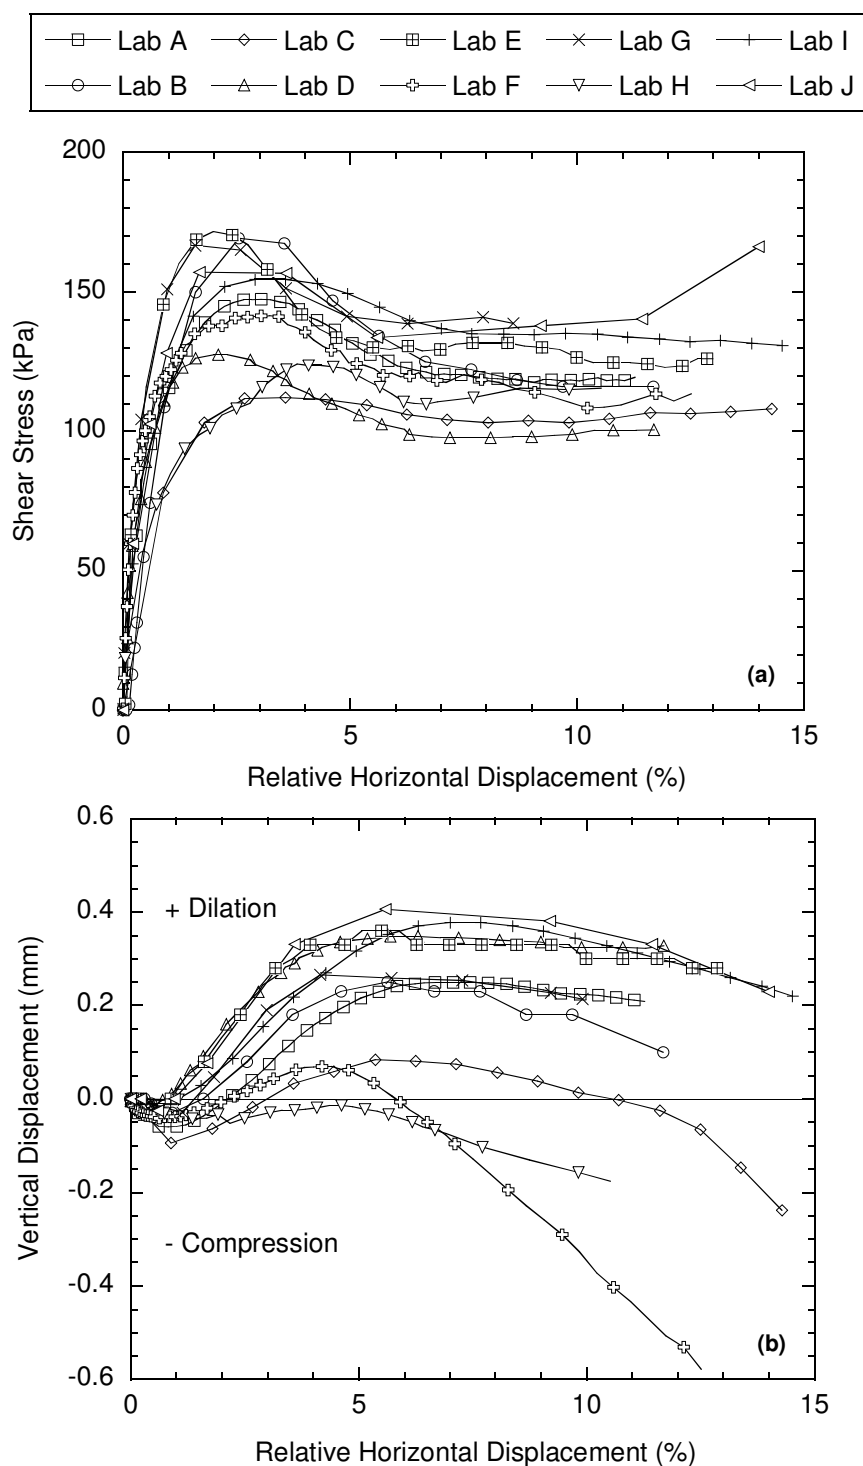 Lab A Lab C Lab E Lab G Lab I
Lab B Lab D Lab F Lab H Lab J
200
150
100
50
0
Shear Stress (kPa)
(a)
0 5 10 15
Relative Horizontal Displacement (%)
0.6
0.4
0.2
0.0
-0.2
-0.4
-0.6
Vertical Displacement (mm)
+ Dilation
- Compression
(b)
0 5 10 15
Relative Horizontal Displacement (%)